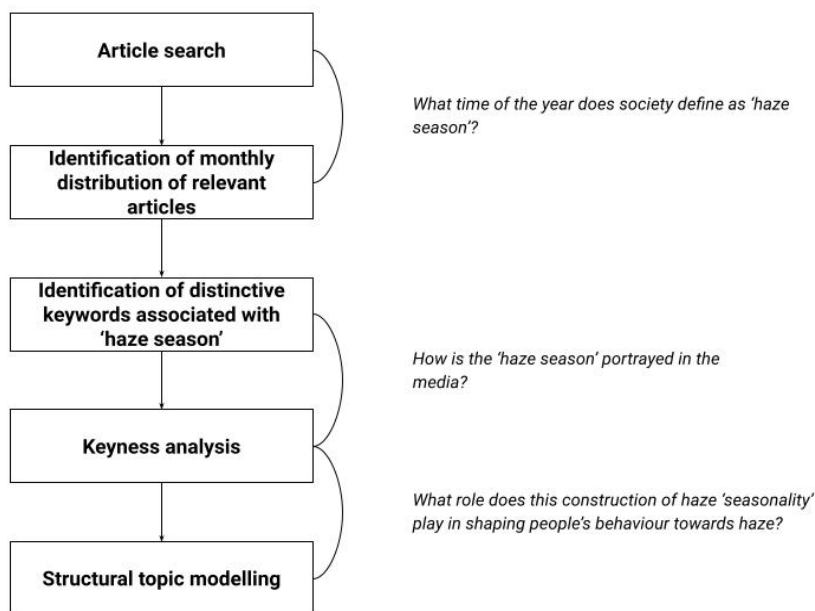 Article search
What time of the year does society define as ‘haze
season’?
Identification of monthly
distribution of relevant
articles
Identification of distinctive
keywords associated with
‘haze season’
How is the ‘haze season’ portrayed in the
media?
Keyness analysis
What role does this construction of haze ‘seasonality’
play in shaping people’s behaviour towards haze?
Structural topic modelling